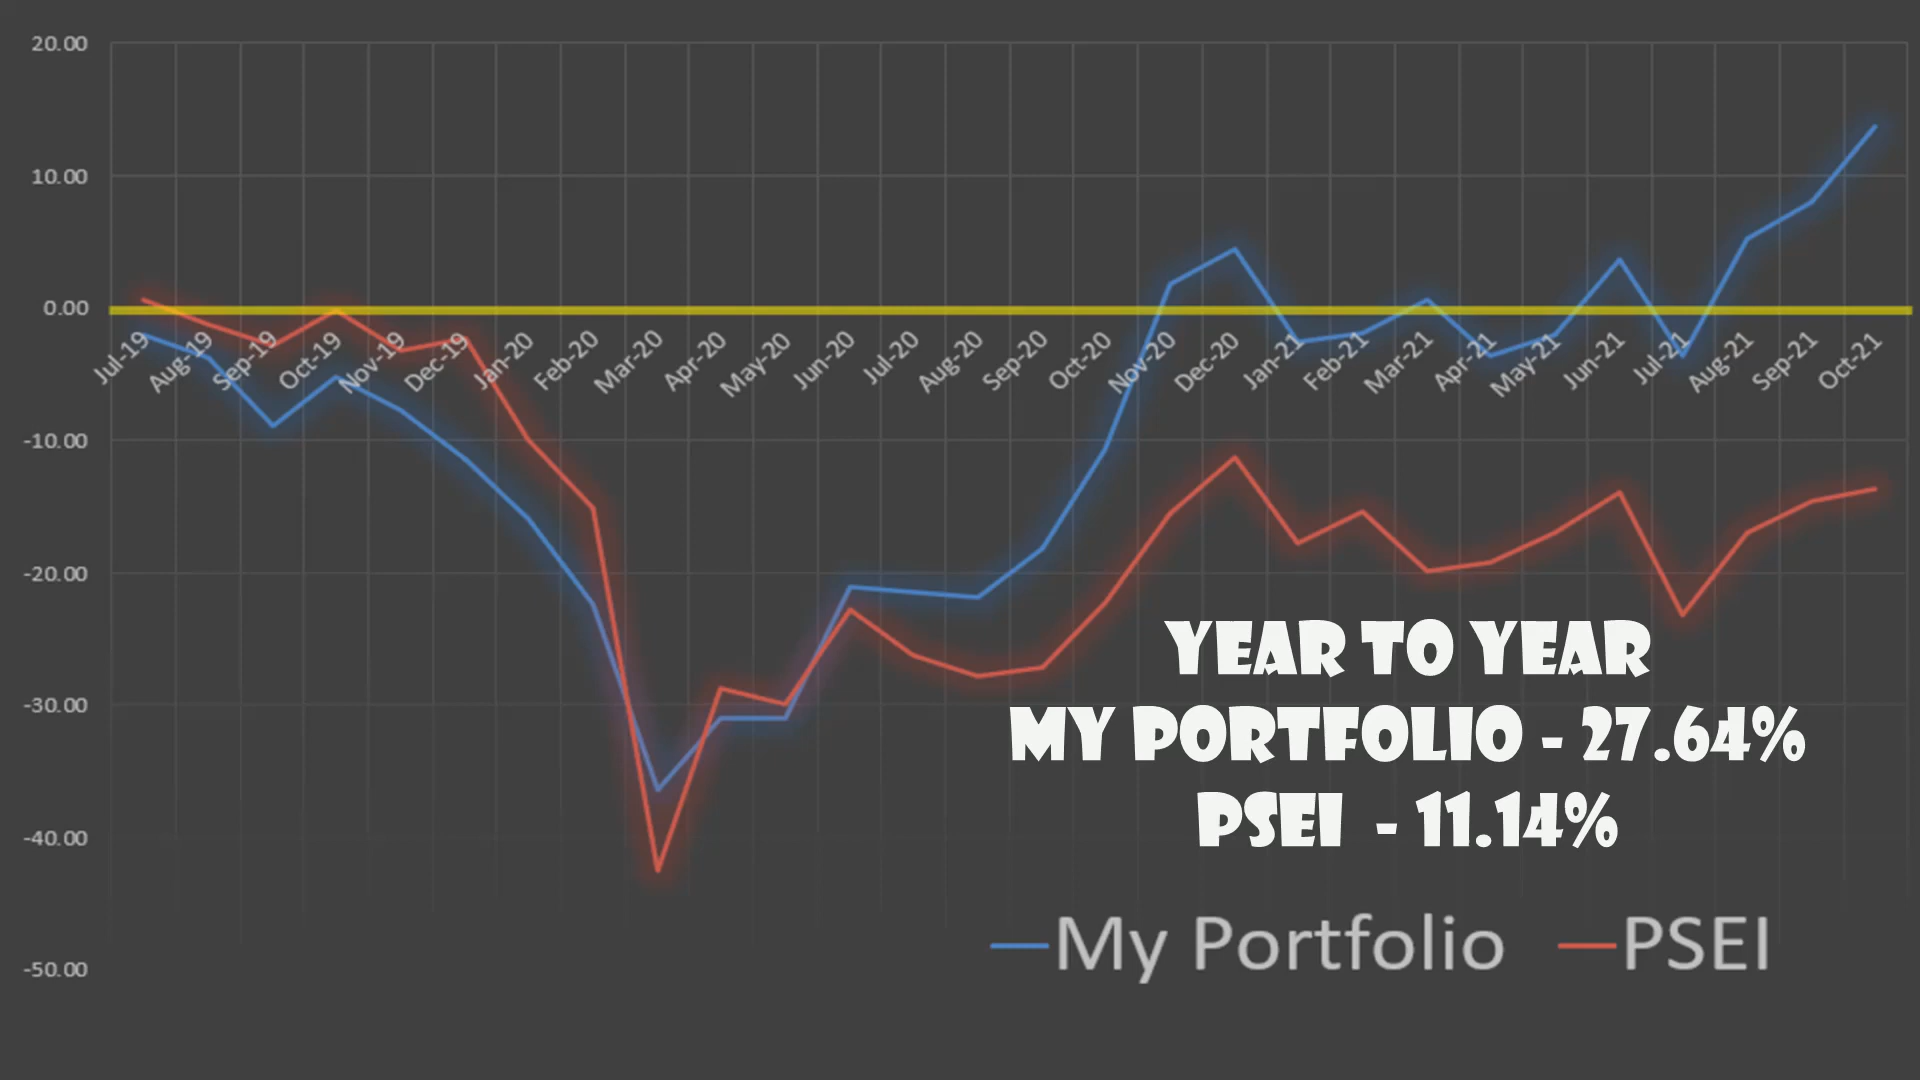 20.00
10.00
0.00
-10.00
-20.00
-30.00
-40.00
-50.00
Jul-19 Aug-19 Sep-19 Oct-19 Nov-19 Dec-19 Jan-20 Feb-20 Mar-20 Apr-20 May-20 Jun-20 Jul-20 Aug-20 Sep-20 Oct-20 Nov-20 Dec-20 Jan-21 Feb-21 Mar-21 Apr-21 May-21 Jun-21 Jul-21 Aug-21 Sep-21 Oct-21
YEAR TO YEAR
MY PORTFOLIO - 27.64%
PSEI - 11.14%
My Portfolio PSEI